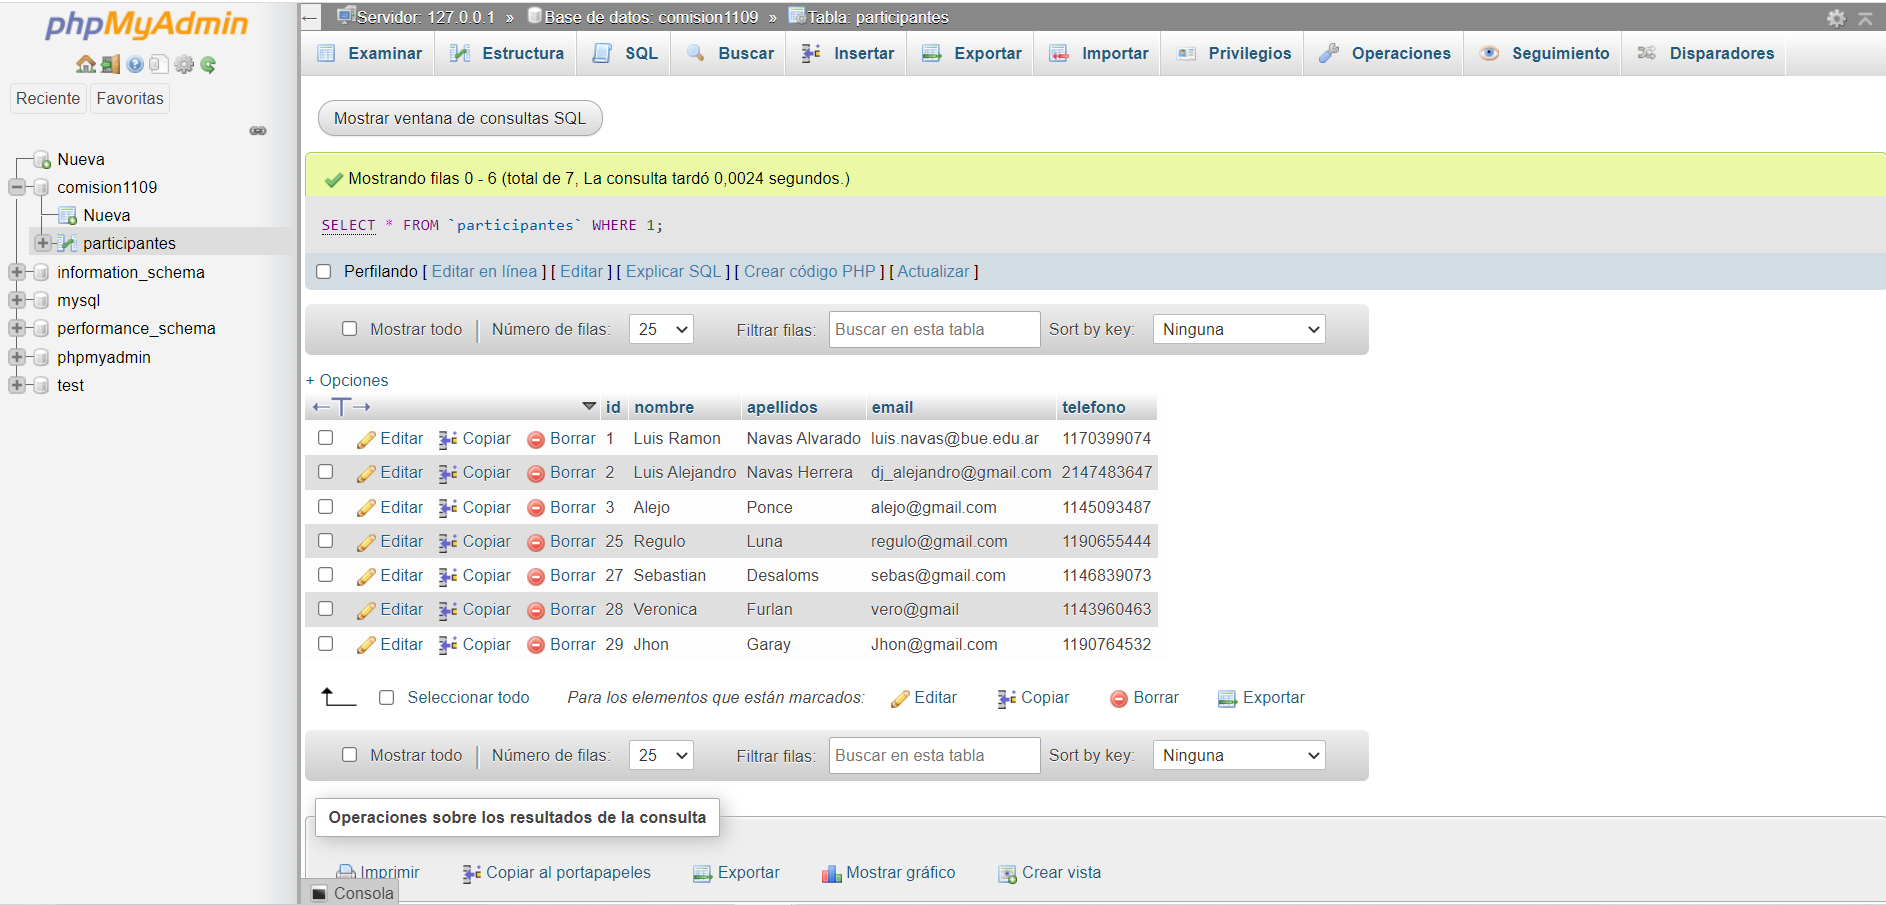 phpMyAdmin
Reciente Favoritas
Nueva
comision1109
Nueva
participantes
information_schema
mysql
performance_schema
phpmyadmin
test
Servidor: 127.0.0.1 » Base de datos: comision1109 » Tabla: participantes
Examinar Estructura SQL Buscar Insertar Exportar Importar Privilegios Operaciones Seguimiento Disparadores
Mostrar ventana de consultas SQL
Mostrando filas 0 - 6 (total de 7, La consulta tardó 0,0024 segundos.)
SELECT * FROM `participantes` WHERE 1;
Perfilando [ Editar en línea ] [ Editar ] [ Explicar SQL ] [ Crear código PHP ] [ Actualizar ]
Mostrar todo Número de filas: 25 Filtrar filas: Buscar en esta tabla Sort by key: Ninguna
+ Opciones
←T→ id nombre apellidos email telefono
Editar Copiar Borrar 1 Luis Ramon Navas Alvarado luis.navas@bue.edu.ar 1170399074
Editar Copiar Borrar 2 Luis Alejandro Navas Herrera dj_alejandro@gmail.com 2147483647
Editar Copiar Borrar 3 Alejo Ponce alejo@gmail.com 1145093487
Editar Copiar Borrar 25 Regulo Luna regulo@gmail.com 1190655444
Editar Copiar Borrar 27 Sebastian Desaloms sebas@gmail.com 1146839073
Editar Copiar Borrar 28 Veronica Furlan vero@gmail 1143960463
Editar Copiar Borrar 29 Jhon Garay Jhon@gmail.com 1190764532
Seleccionar todo Para los elementos que están marcados: Editar Copiar Borrar Exportar
Mostrar todo Número de filas: 25 Filtrar filas: Buscar en esta tabla Sort by key: Ninguna
Operaciones sobre los resultados de la consulta
Imprimir Copiar al portapapeles Exportar Mostrar gráfico Crear vista
Consola